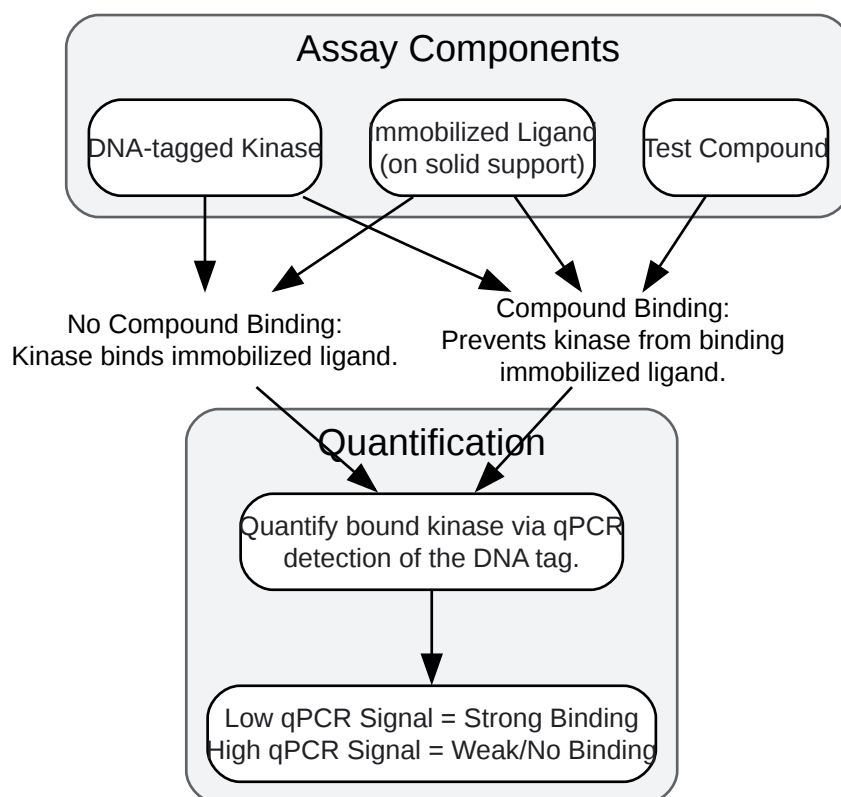 Assay Components
DNA-tagged Kinase
Immobilized Ligand
(on solid support)
Test Compound
No Compound Binding:
Kinase binds immobilized ligand.
Compound Binding:
Prevents kinase from binding
immobilized ligand.
Quantification
Quantify bound kinase via qPCR
detection of the DNA tag.
Low qPCR Signal = Strong Binding
High qPCR Signal = Weak/No Binding